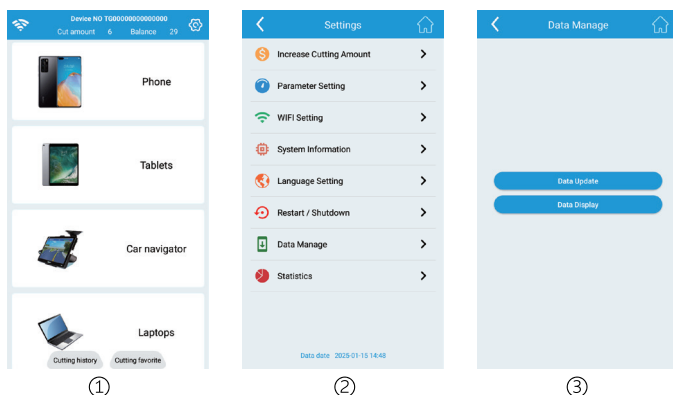 Device NO TG00000000000000
Cut amount 6 Balance 29
Phone
Tablets
Car navigator
Laptops
Cutting history Cutting favorite
①
Settings
Increase Cutting Amount
Parameter Setting
WIFI Setting
System Information
Language Setting
Restart / Shutdown
Data Manage
Statistics
Data date 2025-01-15 14:48
②
Data Manage
Data Update
Data Display
③